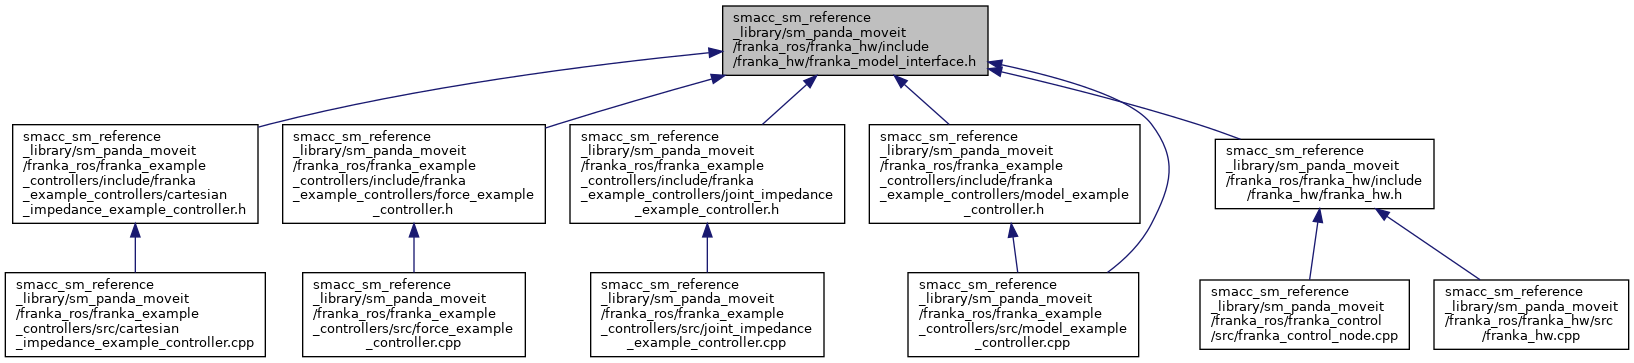 smacc_sm_reference
_library/sm_panda_moveit
/franka_ros/franka_hw/include
/franka_hw/franka_model_interface.h
smacc_sm_reference
_library/sm_panda_moveit
/franka_ros/franka_example
_controllers/include/franka
_example_controllers/cartesian
_impedance_example_controller.h
smacc_sm_reference
_library/sm_panda_moveit
/franka_ros/franka_example
_controllers/include/franka
_example_controllers/force_example
_controller.h
smacc_sm_reference
_library/sm_panda_moveit
/franka_ros/franka_example
_controllers/include/franka
_example_controllers/joint_impedance
_example_controller.h
smacc_sm_reference
_library/sm_panda_moveit
/franka_ros/franka_example
_controllers/include/franka
_example_controllers/model_example
_controller.h
smacc_sm_reference
_library/sm_panda_moveit
/franka_ros/franka_hw/include
/franka_hw/franka_hw.h
smacc_sm_reference
_library/sm_panda_moveit
/franka_ros/franka_example
_controllers/src/cartesian
_impedance_example_controller.cpp
smacc_sm_reference
_library/sm_panda_moveit
/franka_ros/franka_example
_controllers/src/force_example
_controller.cpp
smacc_sm_reference
_library/sm_panda_moveit
/franka_ros/franka_example
_controllers/src/joint_impedance
_example_controller.cpp
smacc_sm_reference
_library/sm_panda_moveit
/franka_ros/franka_example
_controllers/src/model_example
_controller.cpp
smacc_sm_reference
_library/sm_panda_moveit
/franka_ros/franka_control
/src/franka_control_node.cpp
smacc_sm_reference
_library/sm_panda_moveit
/franka_ros/franka_hw/src
/franka_hw.cpp